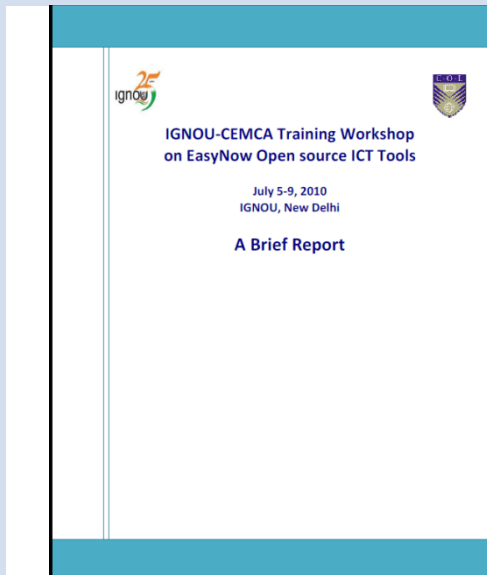 25
ignou
C·O·L
IGNOU-CEMCA Training Workshop
on EasyNow Open source ICT Tools
July 5-9, 2010
IGNOU, New Delhi
A Brief Report